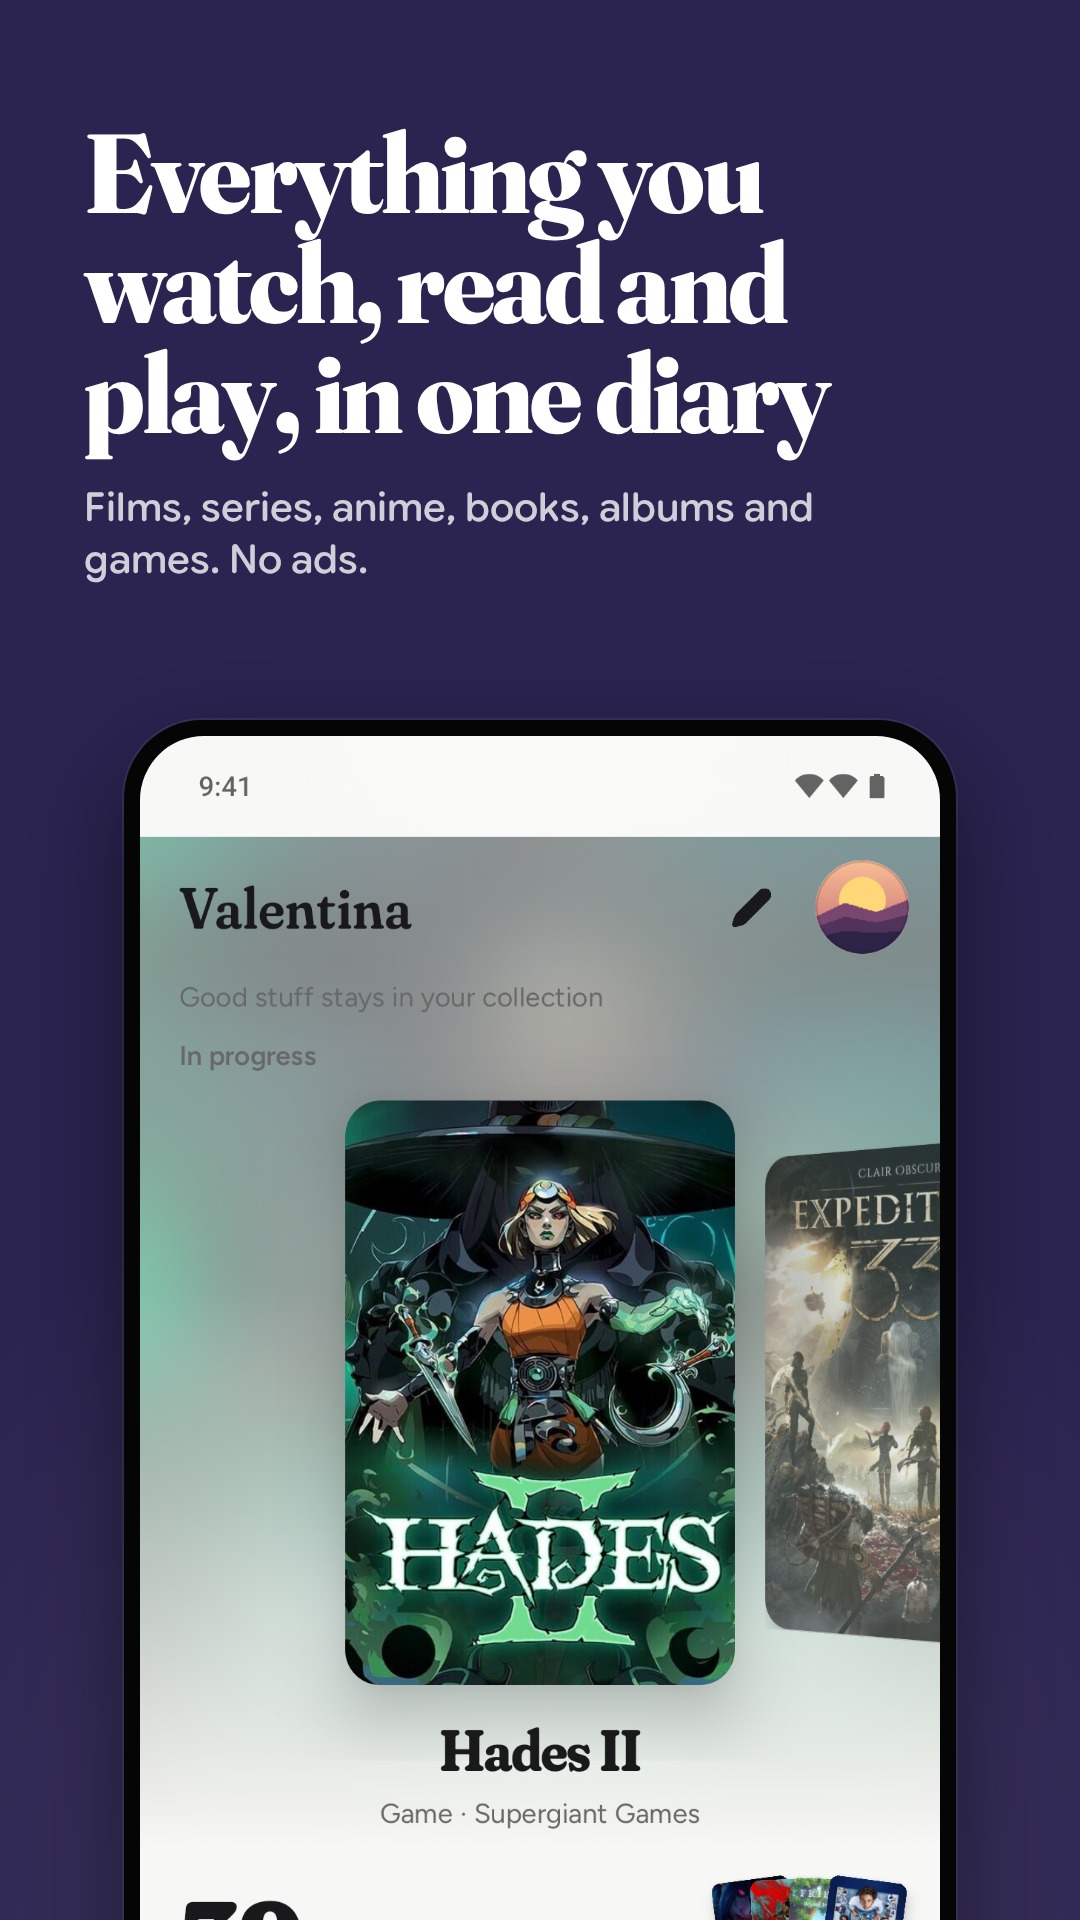 Everything you
watch, read and
play, in one diary
Films, series, anime, books, albums and
games. No ads.
9:41
Valentina
Good stuff stays in your collection
In progress
CLAIR OBSCUR
EXPEDIT
33
HADES
II
Hades II
Game · Supergiant Games